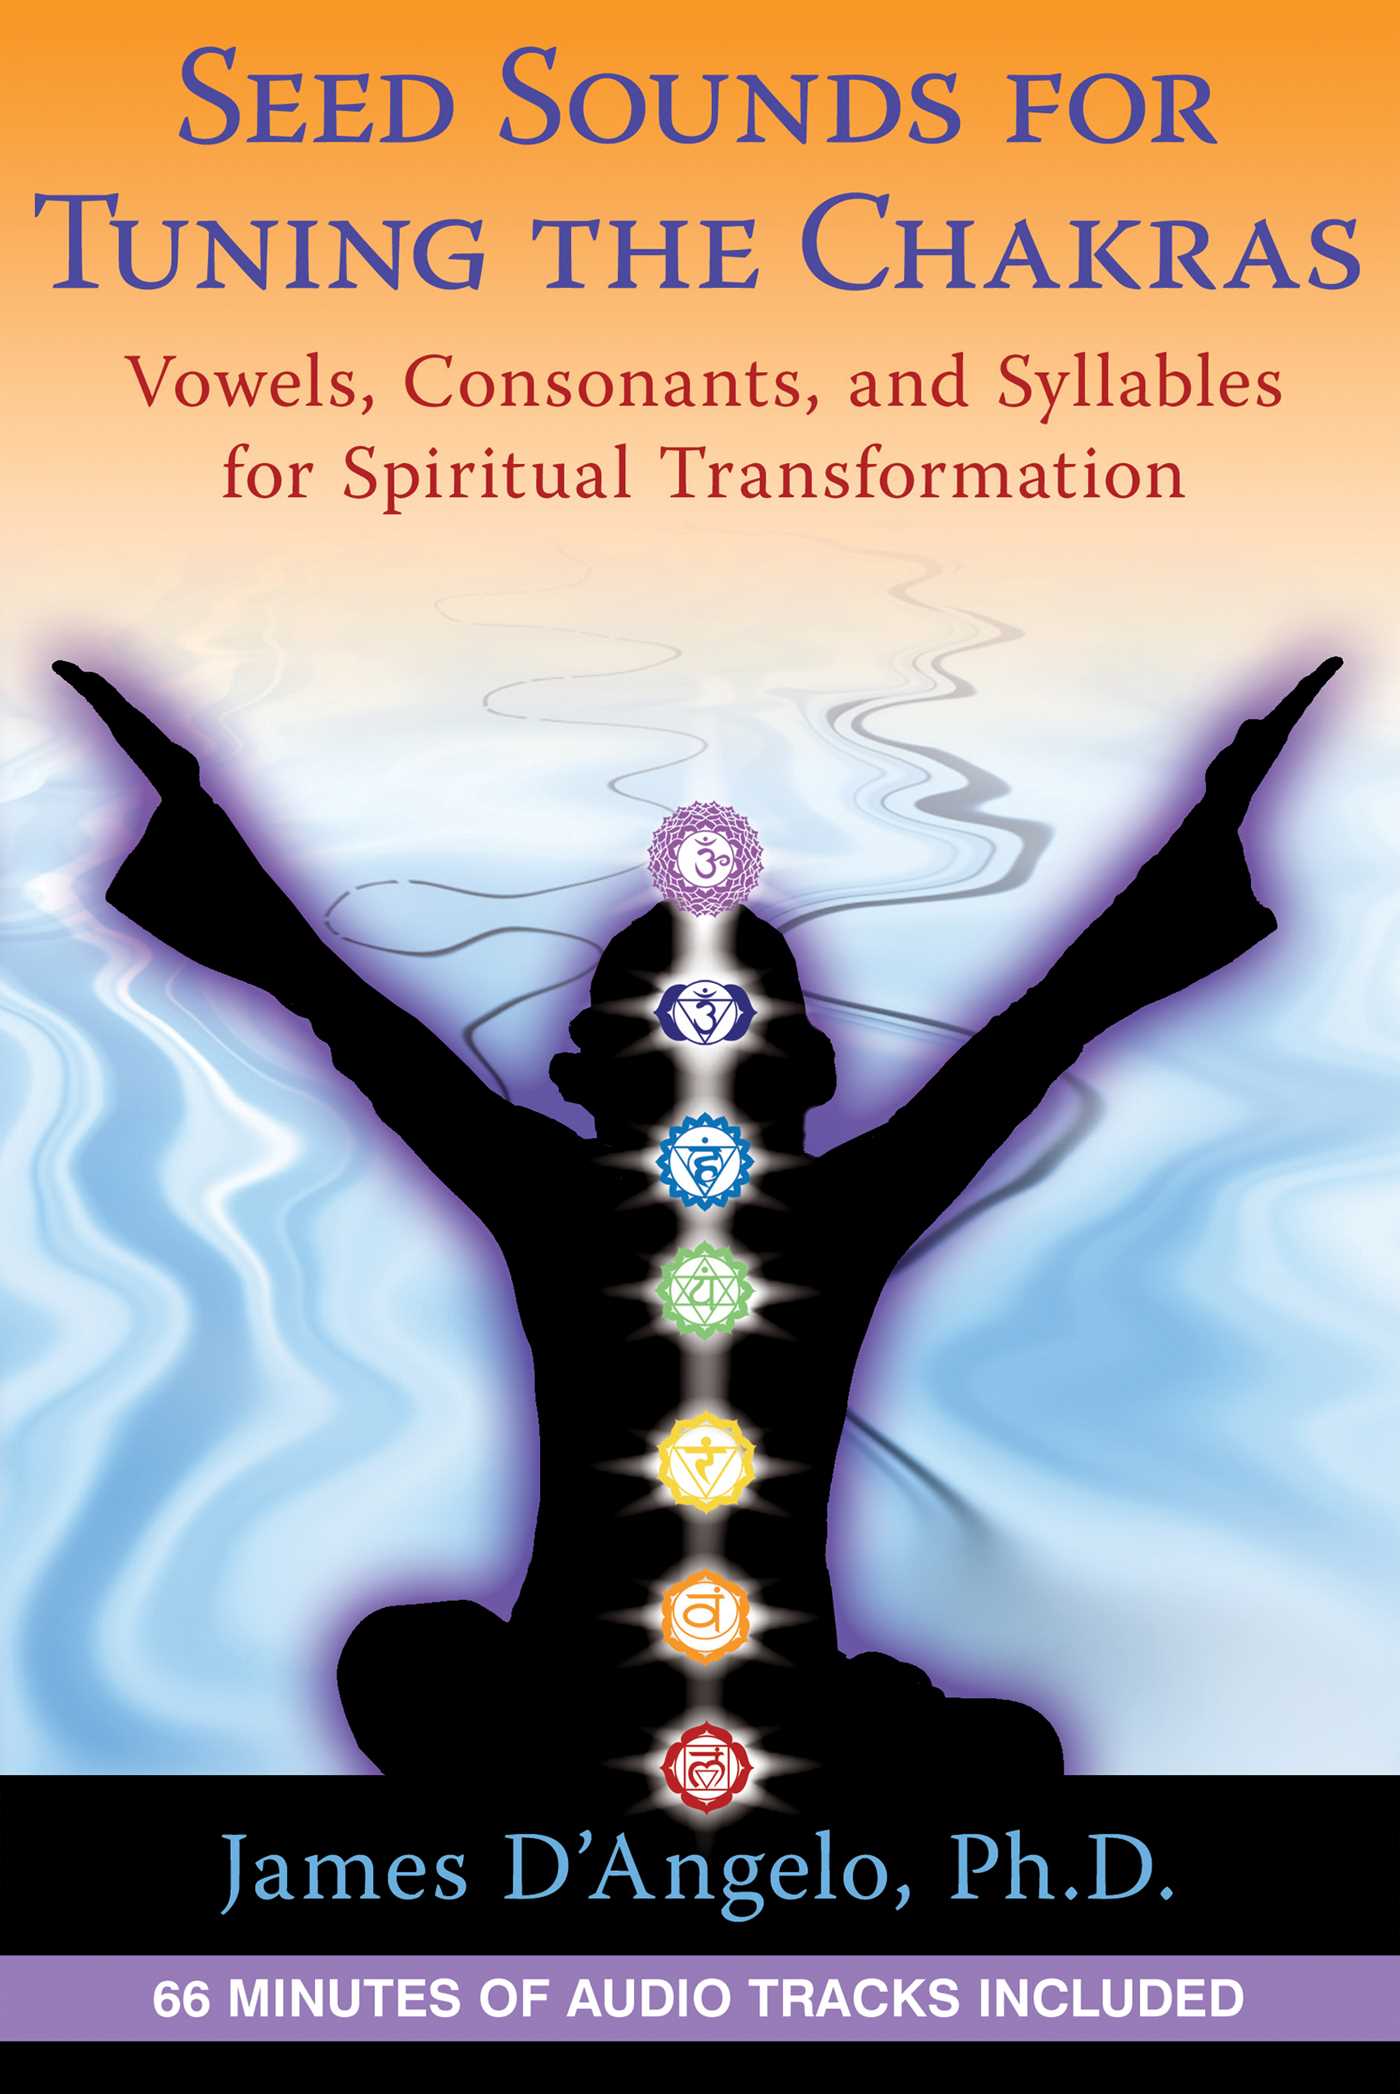 Seed Sounds for
Tuning the Chakras
Vowels, Consonants, and Syllables
for Spiritual Transformation
ॐ
ॐ
हं
यं
रं
वं
लं
James D’Angelo, Ph.D.
66 MINUTES OF AUDIO TRACKS INCLUDED